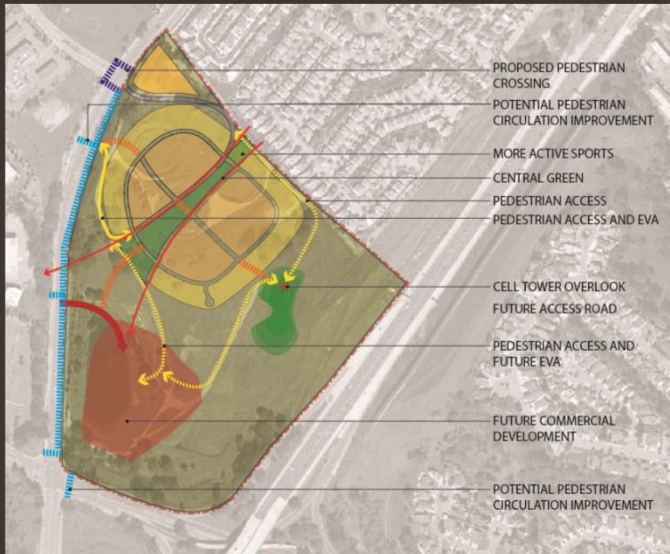 PROPOSED PEDESTRIAN
CROSSING
POTENTIAL PEDESTRIAN
CIRCULATION IMPROVEMENT
MORE ACTIVE SPORTS
CENTRAL GREEN
PEDESTRIAN ACCESS
PEDESTRIAN ACCESS AND EVA
CELL TOWER OVERLOOK
FUTURE ACCESS ROAD
PEDESTRIAN ACCESS AND
FUTURE EVA
FUTURE COMMERCIAL
DEVELOPMENT
POTENTIAL PEDESTRIAN
CIRCULATION IMPROVEMENT